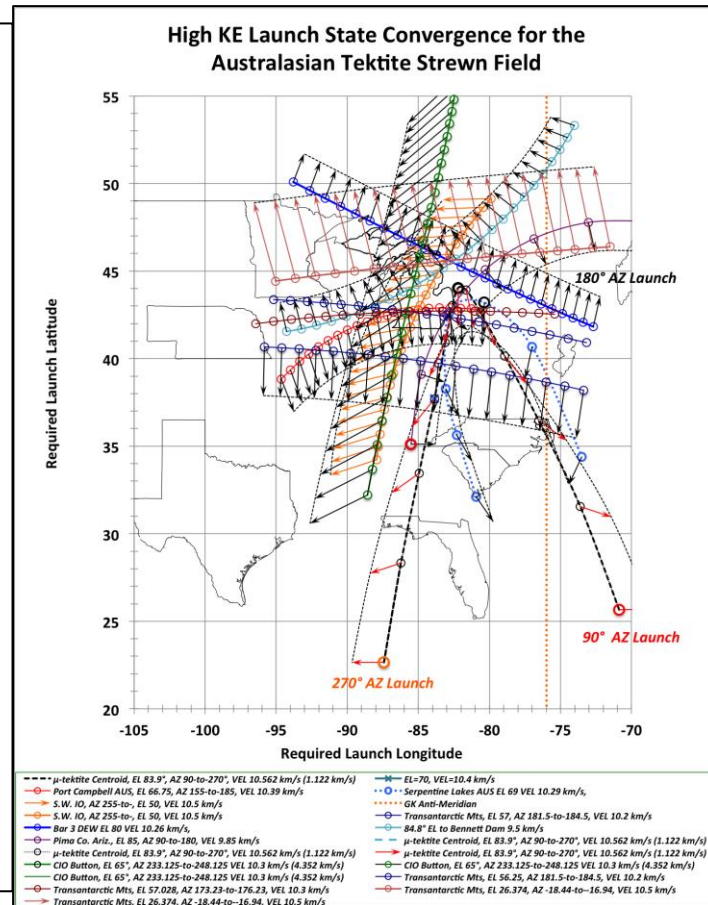 High KE Launch State Convergence for the
Australasian Tektite Strewn Field
Required Launch Latitude
55
50
45
40
35
30
25
20
180° AZ Launch
90° AZ Launch
270° AZ Launch
-105 -100 -95 -90 -85 -80 -75 -70
Required Launch Longitude
μ-tektite Centroid, EL 83.9°, AZ 90-to-270°, VEL 10.562 km/s (1.122 km/s)
Port Campbell AUS, EL 66.75, AZ 155-to-185, VEL 10.39 km/s)
S.W. IO, AZ 255-to-, EL 50, VEL 10.5 km/s)
S.W. IO, AZ 255-to-, EL 50, VEL 10.5 km/s)
Bar 3 DEW EL 80 VEL 10.26 km/s,
Pima Co. Ariz., EL 85, AZ 90-to-180, VEL 9.85 km/s)
μ-tektite Centroid, EL 83.9°, AZ 90-to-270°, VEL 10.562 km/s (1.122 km/s)
CIO Button, EL 65°, AZ 233.125-to-248.125 VEL 10.3 km/s (4.352 km/s)
CIO Button, EL 65°, AZ 233.125-to-248.125 VEL 10.3 km/s (4.352 km/s)
Transantarctic Mts, EL 57.028, AZ 173.23-to-176.23, VEL 10.3 km/s)
Transantarctic Mts, EL 26.374, AZ -18.44-to--16.94, VEL 10.5 km/s)
EL=70, VEL=10.4 km/s)
Serpentine Lakes AUS EL 69 VEL 10.29 km/s,
GK Anti-Meridian
Transantarctic Mts, EL 57, AZ 181.5-to-184.5, VEL 10.2 km/s)
84.8° EL to Bennett Dam 9.5 km/s)
μ-tektite Centroid, EL 83.9°, AZ 90-to-270°, VEL 10.562 km/s (1.122 km/s)
μ-tektite Centroid, EL 83.9°, AZ 90-to-270°, VEL 10.562 km/s (1.122 km/s)
CIO Button, EL 65°, AZ 233.125-to-248.125 VEL 10.3 km/s (4.352 km/s)
Transantarctic Mts, EL 56.25, AZ 181.5-to-184.5, VEL 10.2 km/s)
Transantarctic Mts, EL 26.374, AZ -18.44-to--16.94, VEL 10.5 km/s)